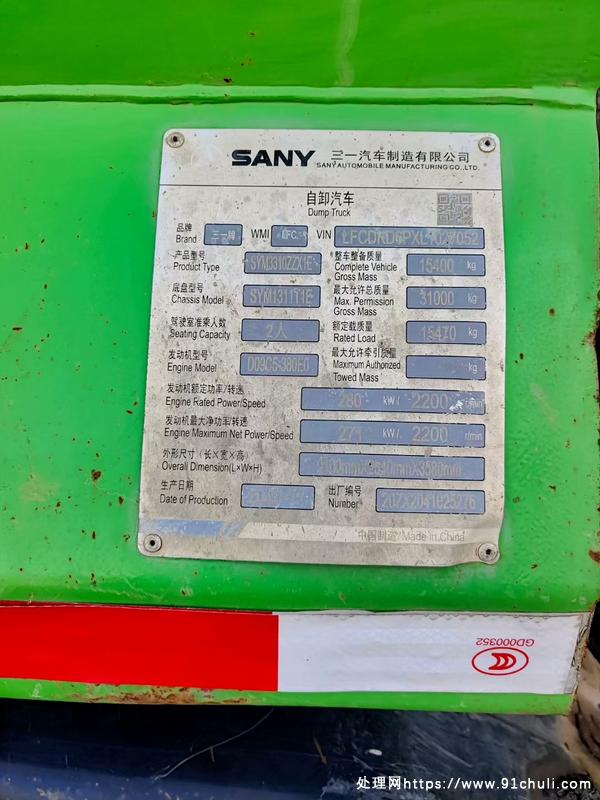 SANY 三一汽车制造有限公司
SANY AUTOMOBILE MANUFACTURING CO., LTD.
自卸汽车
Dump Truck
品牌
Brand 三一牌 WMI LFC VIN
产品型号
Product Type SYM3310ZZX1E
整车整备质量
Complete Vehicle Gross Mass 15400 kg
底盘型号
Chassis Model SYM1311T1E
最大允许总质量
Max. Permission Gross Mass 31000 kg
驾驶室准乘人数
Seating Capacity 2人
额定载质量
Rated Load 15470 kg
发动机型号
Engine Model D09C5-380E0
最大允许牵引质量
Maximum Authorized Towed Mass kg
发动机额定功率/转速
Engine Rated Power/Speed 280 kW/ 2200 r/min
发动机最大净功率/转速
Engine Maximum Net Power/Speed 271 kW/ 2200 r/min
外形尺寸（长×宽×高）
Overall Dimension(L×W×H)
生产日期
Date of Production
出厂编号
Number
中国制造/Made in China
GD000352
CCC
处理网https://www.91chuli.com/